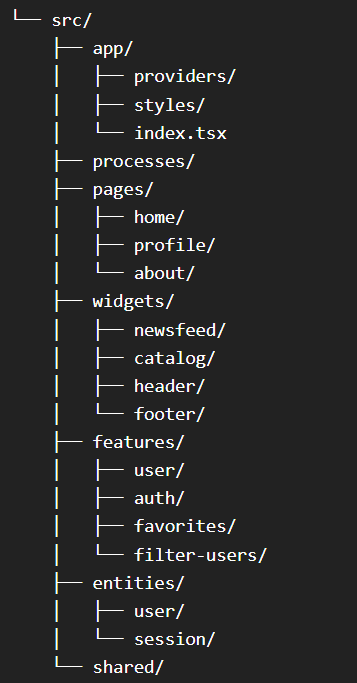 └── src/
    ├── app/
    │   ├── providers/
    │   ├── styles/
    │   └── index.tsx
    ├── processes/
    ├── pages/
    │   ├── home/
    │   ├── profile/
    │   └── about/
    ├── widgets/
    │   ├── newsfeed/
    │   ├── catalog/
    │   ├── header/
    │   └── footer/
    ├── features/
    │   ├── user/
    │   ├── auth/
    │   ├── favorites/
    │   └── filter-users/
    ├── entities/
    │   ├── user/
    │   └── session/
    └── shared/